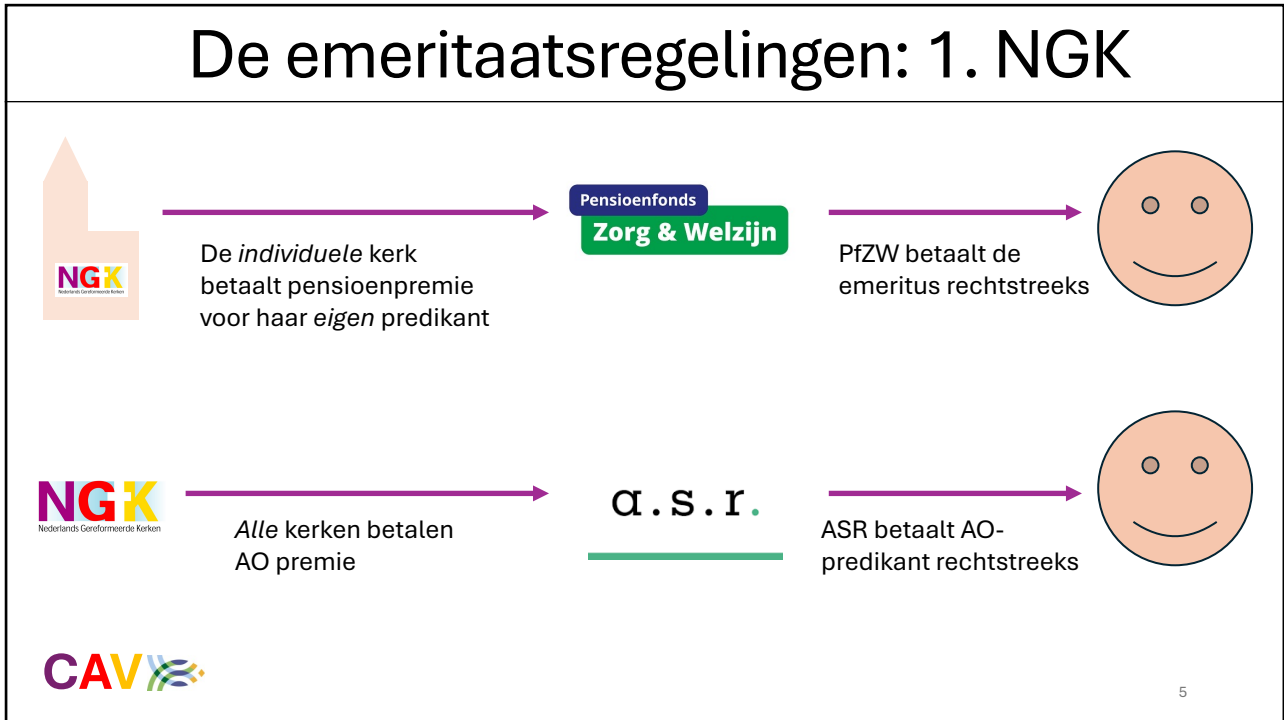 De emeritaatsregelingen: 1. NGK
NGK
Nederlands Gereformeerde Kerken
De individuele kerk
betaalt pensioenpremie
voor haar eigen predikant
Pensioenfonds
Zorg & Welzijn
PfZW betaalt de
emeritus rechtstreeks
NGK
Nederlands Gereformeerde Kerken
Alle kerken betalen
AO premie
a.s.r.
ASR betaalt AO-
predikant rechtstreeks
CAV
5